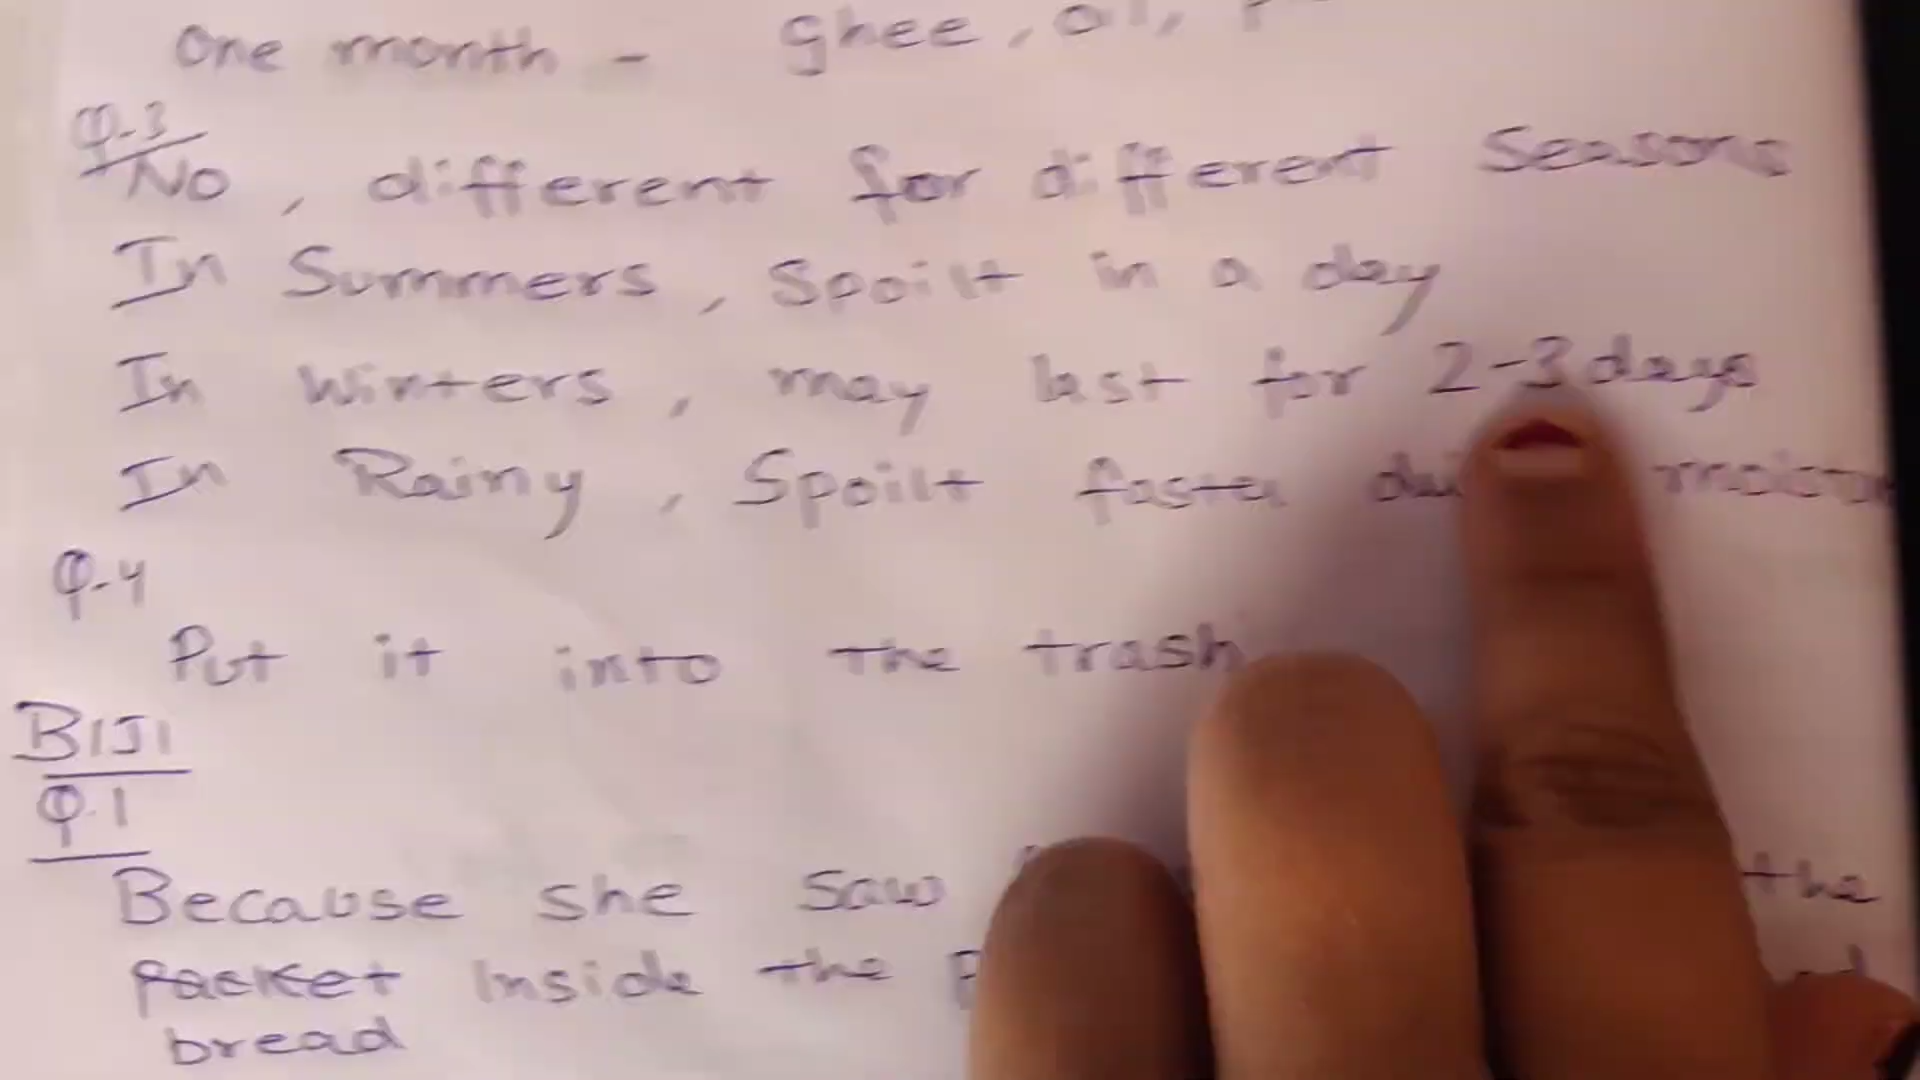 One month - ghee, oil,
Q-3
No, different for different Seasons
In Summers, Spoilt in a day
In Winters, may last for 2-3 days
In Rainy, Spoilt faster
Q-4
Put it into the trash
BIJI
Q.1
Because she saw the
packet inside the
bread